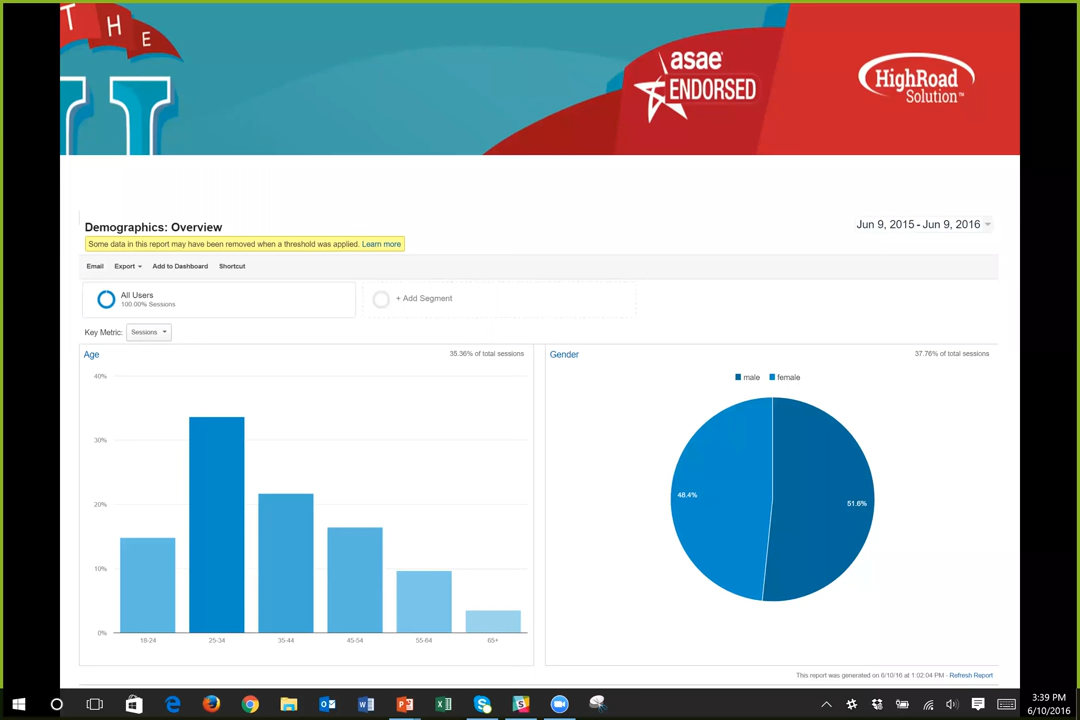 THE
U
asae
ENDORSED
HighRoad
Solution™
Demographics: Overview
Jun 9, 2015 - Jun 9, 2016
Some data in this report may have been removed when a threshold was applied. Learn more
Email Export Add to Dashboard Shortcut
All Users
100.00% Sessions
+ Add Segment
Key Metric: Sessions
Age
35.36% of total sessions
40%
30%
20%
10%
0%
18-24 25-34 35-44 45-54 55-64 65+
Gender
37.76% of total sessions
male female
48.4%
51.6%
This report was generated on 6/10/16 at 1:02:04 PM - Refresh Report
3:39 PM
6/10/2016